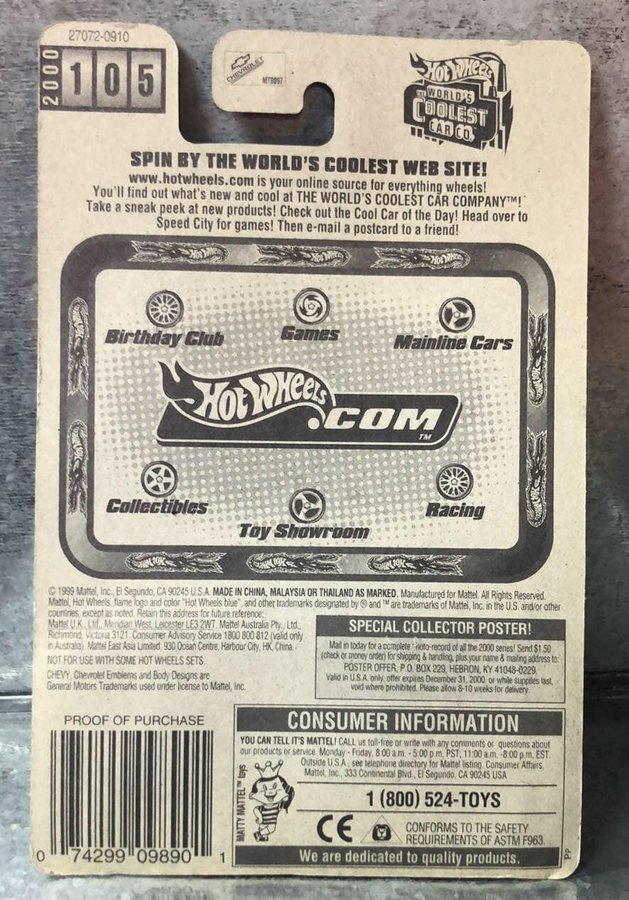 27072-0910
2000
105
CHEVROLET
Hot Wheels
THE WORLD'S
COOLEST
CAR CO.
SPIN BY THE WORLD'S COOLEST WEB SITE!
www.hotwheels.com is your online source for everything wheels!
You'll find out what's new and cool at THE WORLD'S COOLEST CAR COMPANY™!
Take a sneak peek at new products! Check out the Cool Car of the Day! Head over to
Speed City for games! Then e-mail a postcard to a friend!
Birthday Club
Games
Mainline Cars
Hot Wheels
.COM
TM
Collectibles
Toy Showroom
Racing
© 1999 Mattel, Inc., El Segundo, CA 90245 U.S.A. MADE IN CHINA, MALAYSIA OR THAILAND AS MARKED. Manufactured for Mattel. All Rights Reserved.
Mattel, Hot Wheels, flame logo and color "Hot Wheels blue", and other trademarks designated by ® and ™ are trademarks of Mattel, Inc. in the U.S. and/or other
countries, except as noted. Retain this address for future reference:
Mattel U.K. Ltd., Meridian West, Leicester LE3 2WT. Mattel Australia Pty., Ltd.,
Richmond, Victoria 3121. Consumer Advisory Service 1800 800 812 (valid only
in Australia). Mattel East Asia Limited, 930 Ocean Centre, Harbour City, HK, China.
NOT FOR USE WITH SOME HOT WHEELS SETS.
CHEVY, Chevrolet Emblems and Body Designs are
General Motors Trademarks used under license to Mattel, Inc.
SPECIAL COLLECTOR POSTER!
Mail in today for a complete photo-record of all the 2000 series! Send $1.50
(check or money order) for shipping & handling, plus your name & mailing address to:
POSTER OFFER, P.O. BOX 229, HEBRON, KY 41048-0229.
Valid in U.S.A. only, offer expires December 31, 2000, or while supplies last,
void where prohibited. Please allow 8-10 weeks for delivery.
PROOF OF PURCHASE
0 74299 09890 1
CONSUMER INFORMATION
YOU CAN TELL IT'S MATTEL! CALL us toll-free or write with any comments or questions about
our products or service. Monday - Friday, 8:00 a.m. - 5:00 p.m. PST; 11:00 a.m. -8:00 p.m. EST.
Outside U.S.A., see telephone directory for Mattel listing. Consumer Affairs,
Mattel, Inc., 333 Continental Blvd., El Segundo, CA 90245 USA
1 (800) 524-TOYS
MATTY MATTEL™ toys
CE
CONFORMS TO THE SAFETY
REQUIREMENTS OF ASTM F963.
We are dedicated to quality products.
Pp